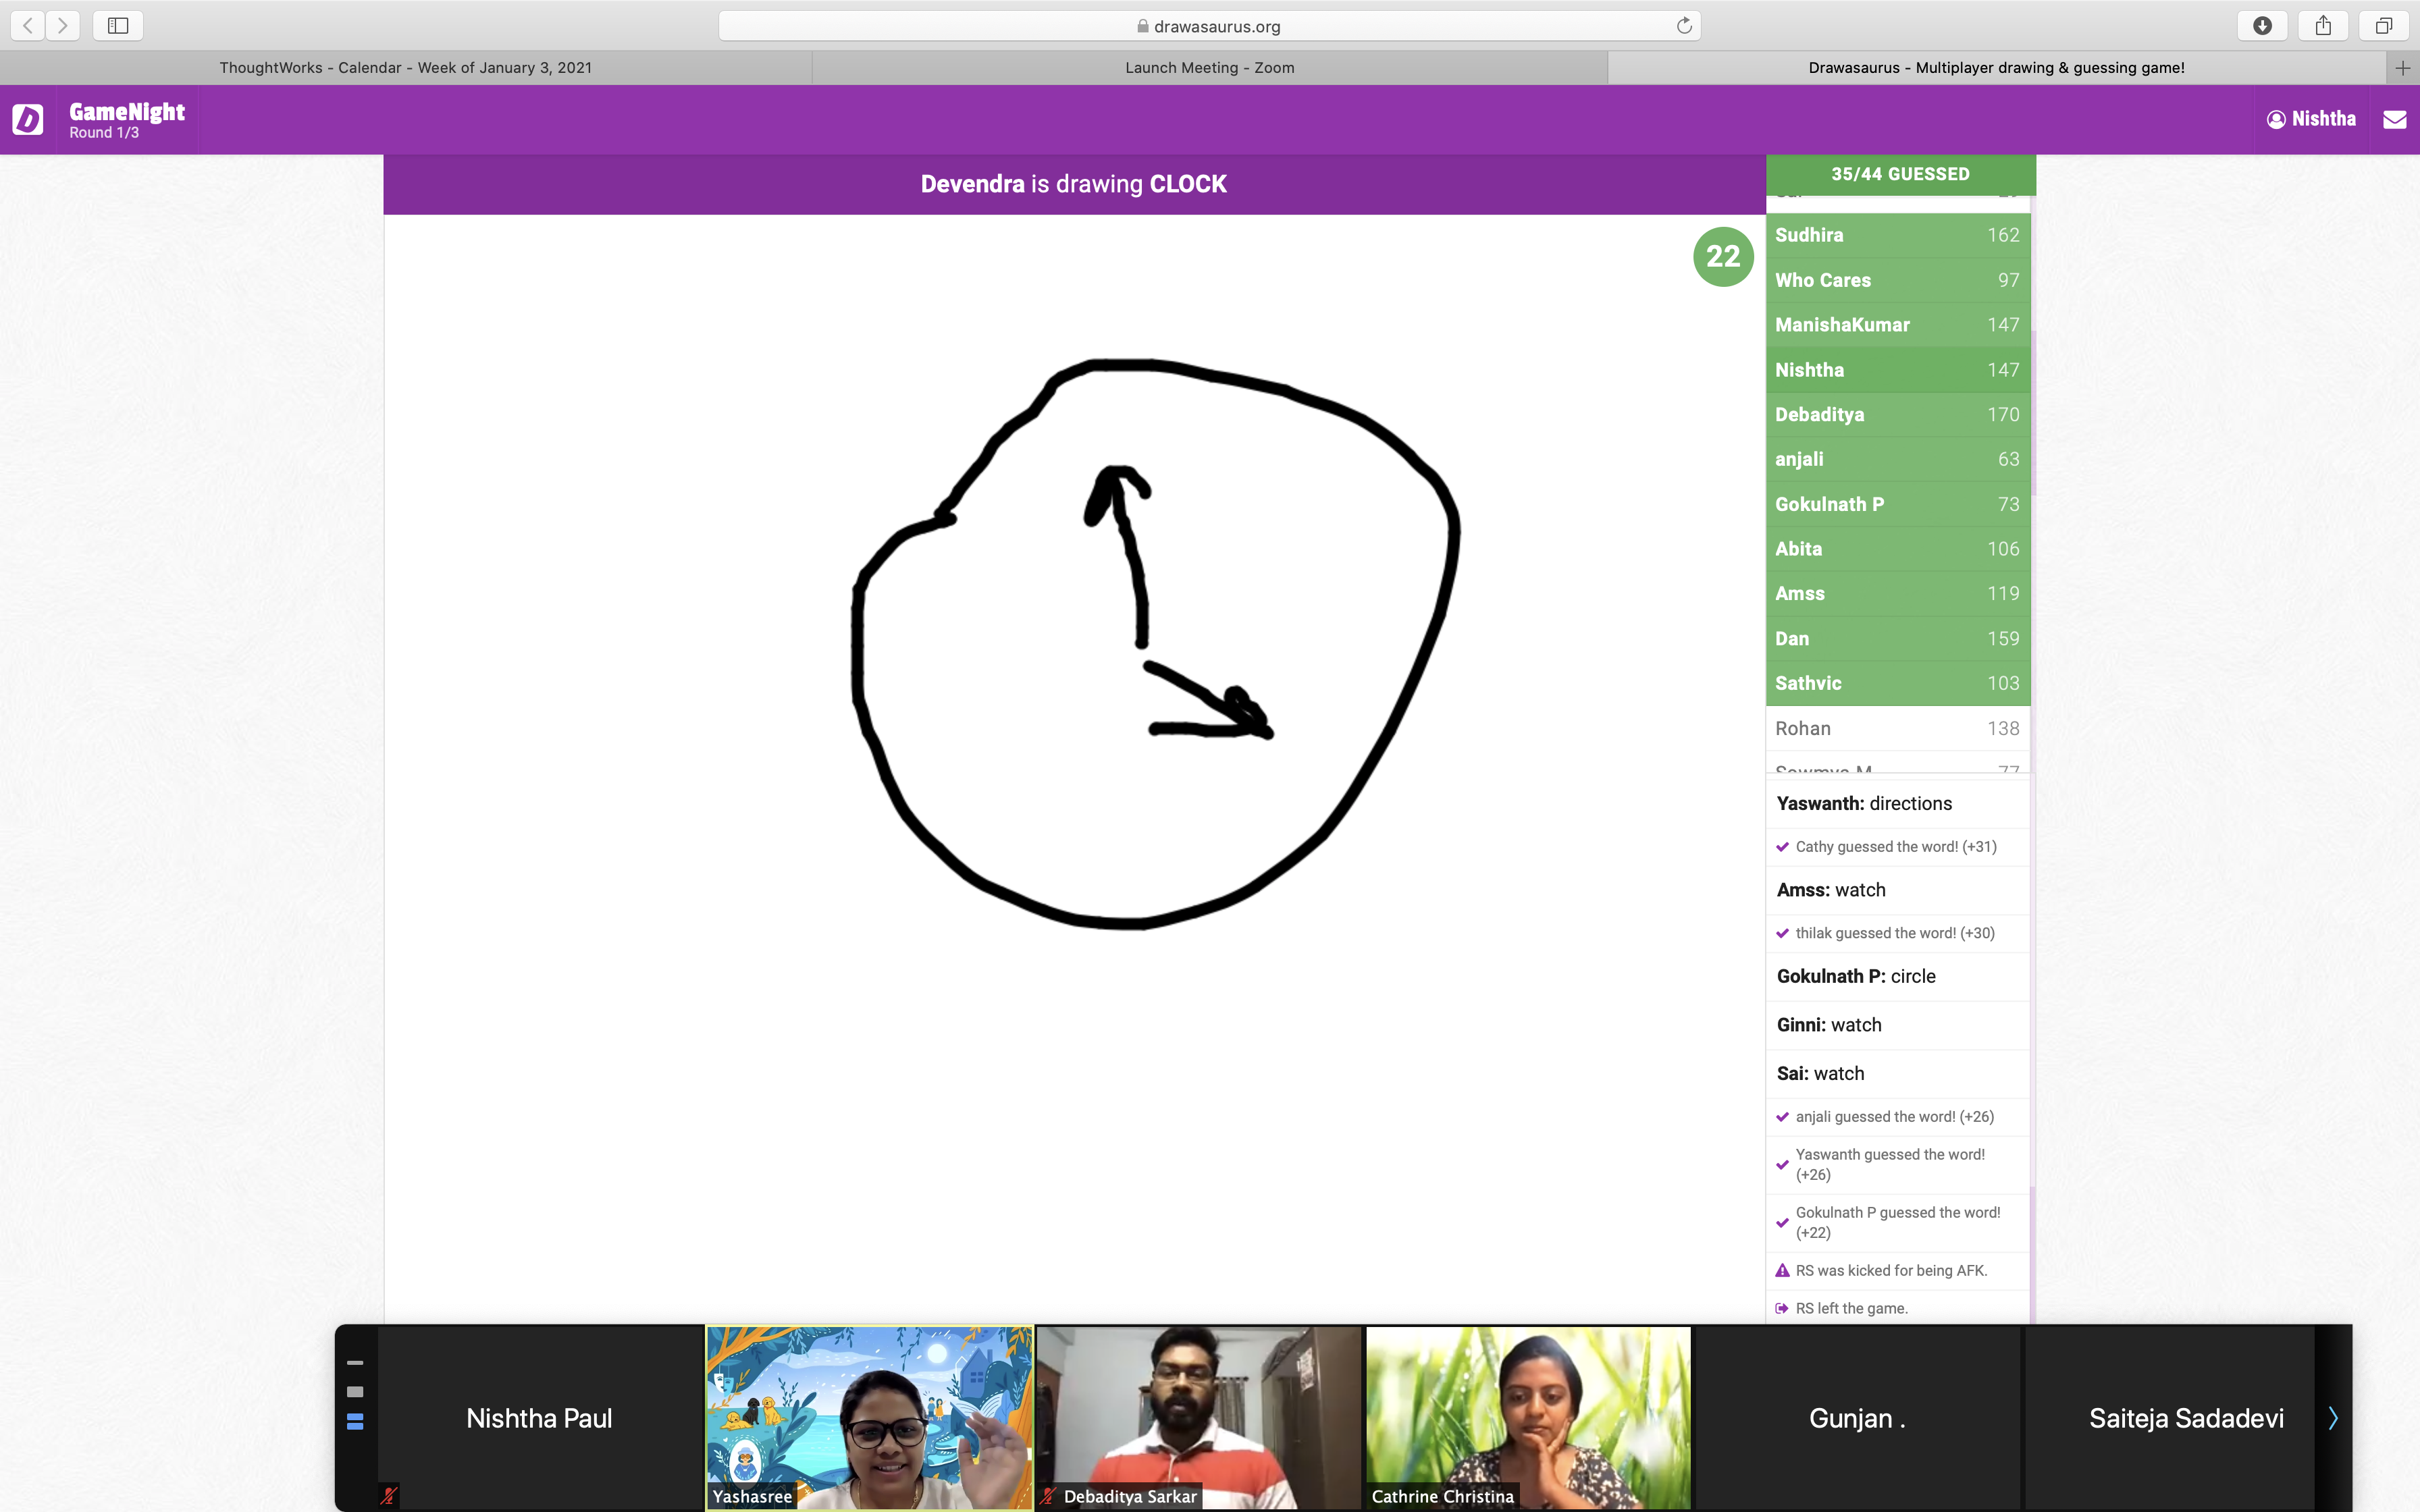 drawasaurus.org
ThoughtWorks - Calendar - Week of January 3, 2021
Launch Meeting - Zoom
Drawasaurus - Multiplayer drawing & guessing game!
D
GameNight
Round 1/3
Nishtha
Devendra is drawing CLOCK
22
35/44 GUESSED
Sudhira 162
Who Cares 97
ManishaKumar 147
Nishtha 147
Debaditya 170
anjali 63
Gokulnath P 73
Abita 106
Amss 119
Dan 159
Sathvic 103
Rohan 138
Sowmya M 77
Yaswanth: directions
Cathy guessed the word! (+31)
Amss: watch
thilak guessed the word! (+30)
Gokulnath P: circle
Ginni: watch
Sai: watch
anjali guessed the word! (+26)
Yaswanth guessed the word!
(+26)
Gokulnath P guessed the word!
(+22)
RS was kicked for being AFK.
RS left the game.
Nishtha Paul
Yashasree
Debaditya Sarkar
Cathrine Christina
Gunjan .
Saiteja Sadadevi